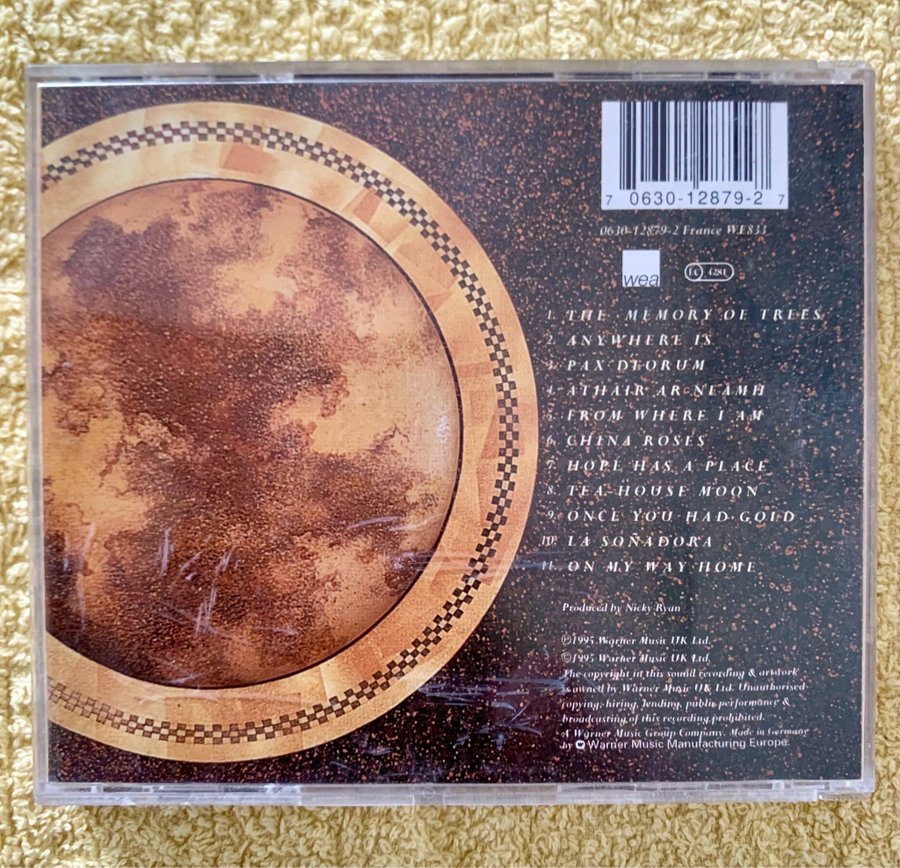 7 0630-12879-2 7
0630-12879-2 France WE833
wea
LC 4281
1. THE MEMORY OF TREES
2. ANYWHERE IS
3. PAX DEORUM
4. ATHAIR AR NEAMH
5. FROM WHERE I AM
6. CHINA ROSES
7. HOPE HAS A PLACE
8. TEA-HOUSE MOON
9. ONCE YOU HAD GOLD
10. LA SOÑADORA
11. ON MY WAY HOME
Produced by Nicky Ryan
℗1995 Warner Music UK Ltd.
©1995 Warner Music UK Ltd.
The copyright in this sound recording & artwork
is owned by Warner Music UK Ltd. Unauthorised
copying, hiring, lending, public performance &
broadcasting of this recording prohibited.
A Warner Music Group Company. Made in Germany
by Warner Music Manufacturing Europe.